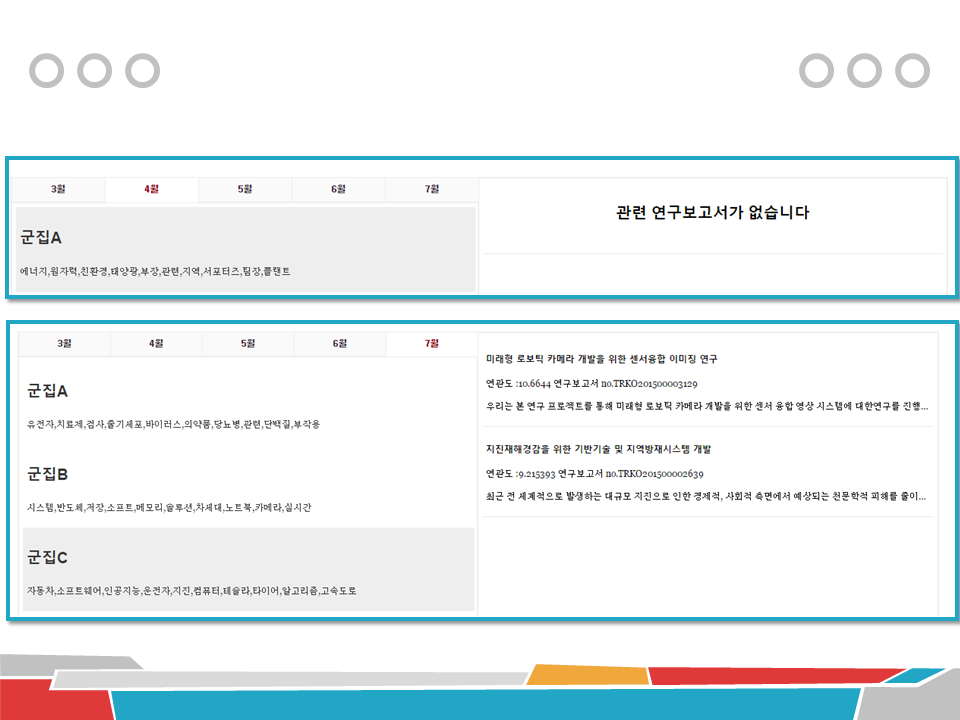 3월 4월 5월 6월 7월
관련 연구보고서가 없습니다
군집A
에너지,원자력,친환경,태양광,부장,관련,지역,서포터즈,팀장,플랜트
3월 4월 5월 6월 7월
군집A
유전자,치료제,검사,줄기세포,바이러스,의약품,당뇨병,관련,단백질,부작용
군집B
시스템,반도체,저장,소프트,메모리,솔루션,차세대,노트북,카메라,실시간
군집C
자동차,소프트웨어,인공지능,운전자,지진,컴퓨터,테슬라,타이어,알고리즘,고속도로
미래형 로보틱 카메라 개발을 위한 센서융합 이미징 연구
연관도 :10.6644 연구보고서 no.TRKO201500003129
우리는 본 연구 프로젝트를 통해 미래형 로보틱 카메라 개발을 위한 센서 융합 영상 시스템에 대한연구를 진행...
지진재해경감을 위한 기반기술 및 지역방재시스템 개발
연관도 :9.215393 연구보고서 no.TRKO201500002639
최근 전 세계적으로 발생하는 대규모 지진으로 인한 경제적, 사회적 측면에서 예상되는 천문학적 피해를 줄이...